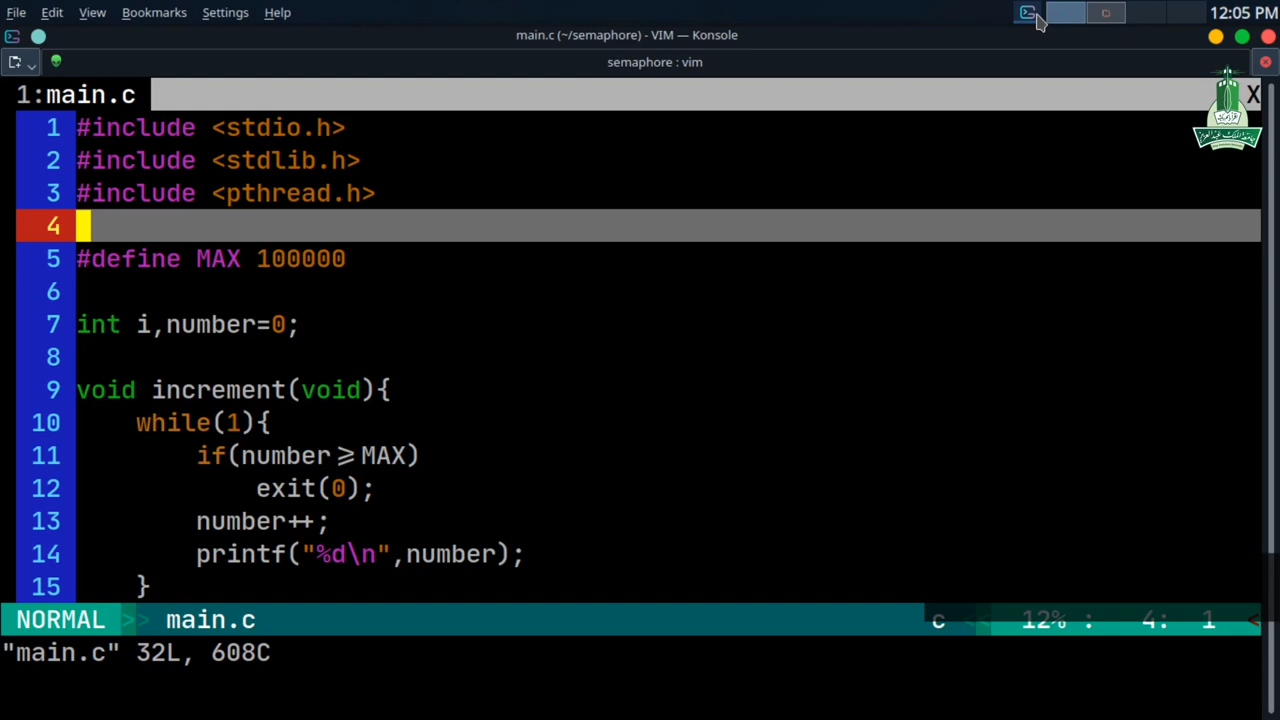 File Edit View Bookmarks Settings Help 12:05 PM
main.c (~/semaphore) - VIM — Konsole
semaphore : vim
1:main.c X
1 #include <stdio.h>
2 #include <stdlib.h>
3 #include <pthread.h>
4
5 #define MAX 100000
6
7 int i,number=0;
8
9 void increment(void){
10 while(1){
11 if(number>=MAX)
12 exit(0);
13 number++;
14 printf("%d\n",number);
15 }
NORMAL >> main.c c << 12% : 4: 1 <
"main.c" 32L, 608C
جامعة الملك عبدالعزيز